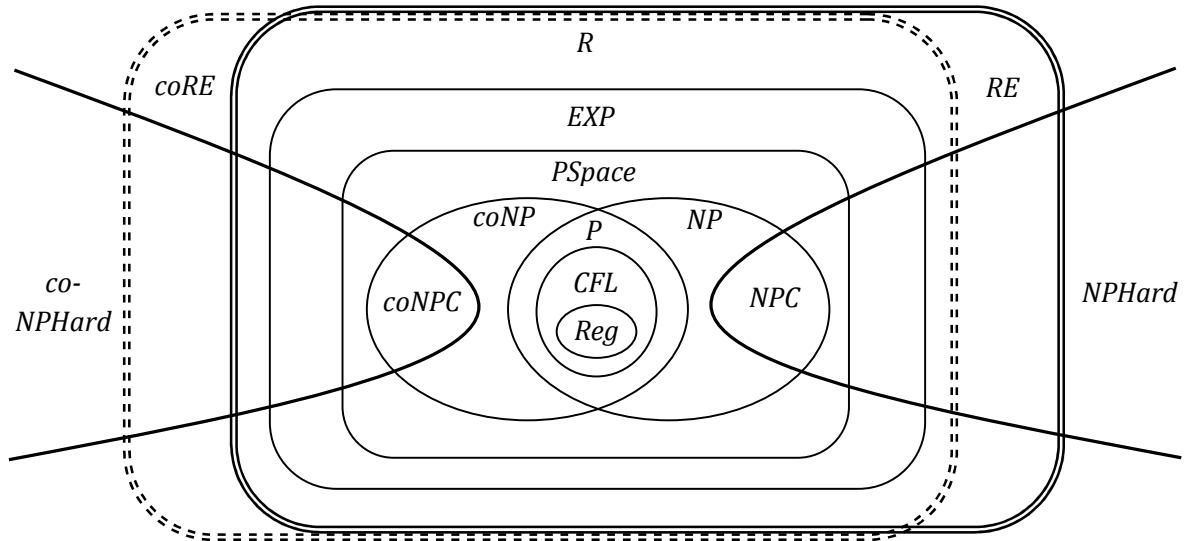 R
coRE
RE
EXP
PSpace
coNP
NP
P
co-
NPHard
CFL
coNPC
NPC
NPHard
Reg